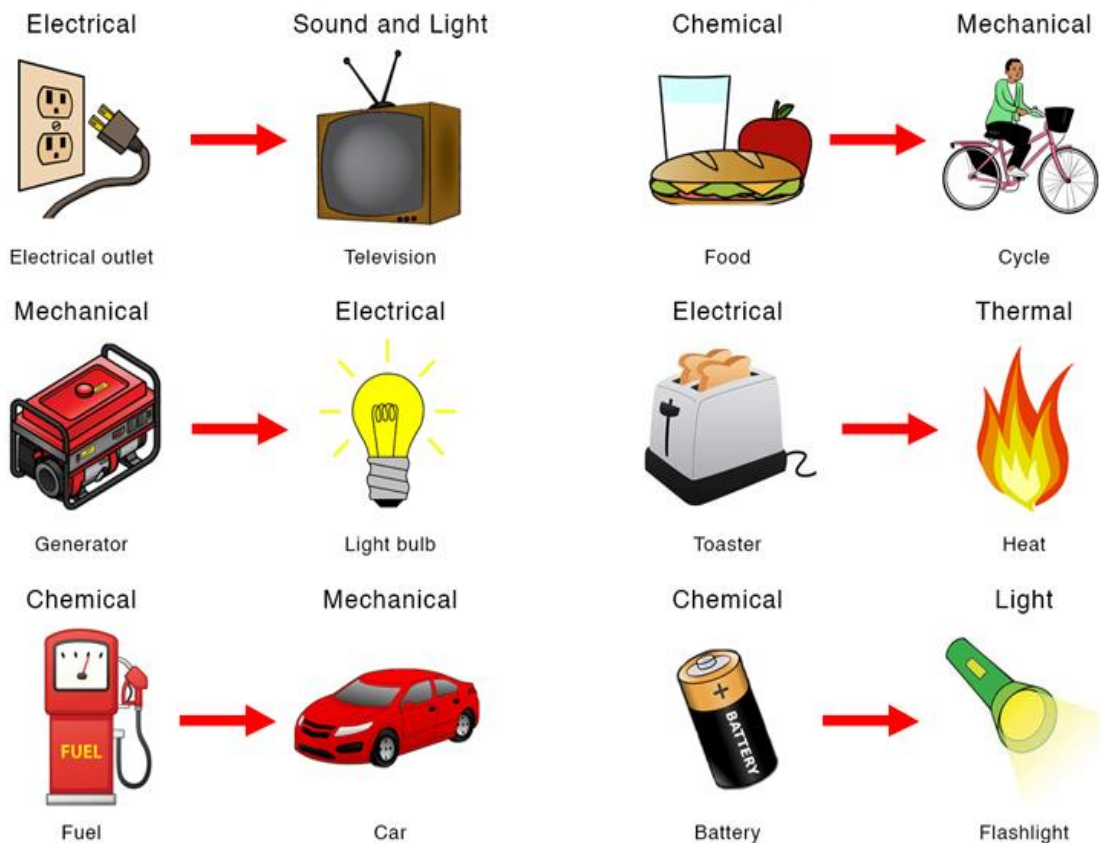 Electrical
Sound and Light
Chemical
Mechanical
Electrical outlet
Television
Food
Cycle
Mechanical
Electrical
Electrical
Thermal
Generator
Light bulb
Toaster
Heat
Chemical
Mechanical
Chemical
Light
FUEL
BATTERY
Fuel
Car
Battery
Flashlight